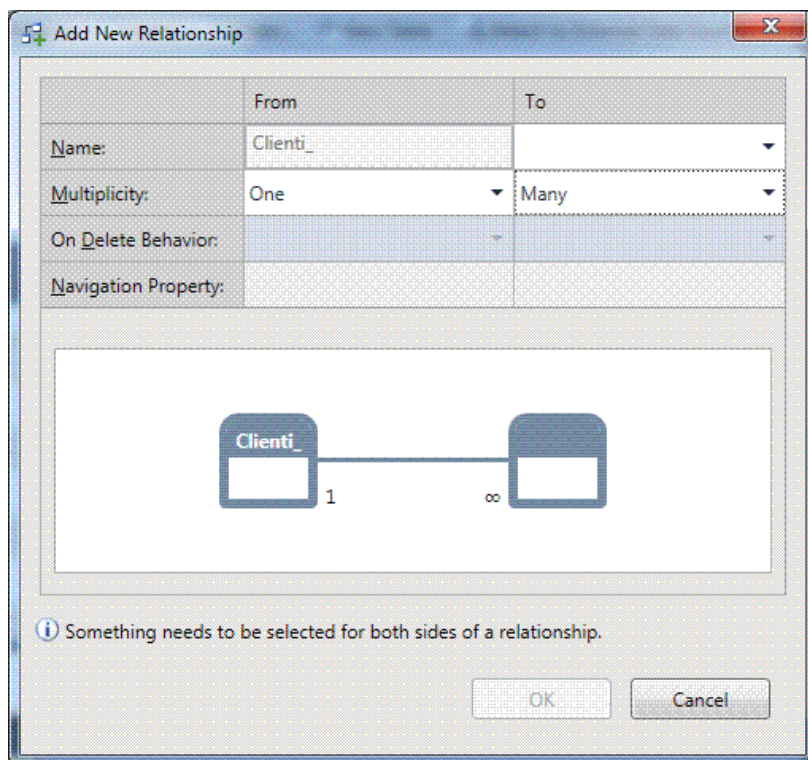 Add New Relationship
From To
Name: Clienti_
Multiplicity: One Many
On Delete Behavior:
Navigation Property:
Clienti_
1 ∞
Something needs to be selected for both sides of a relationship.
OK Cancel